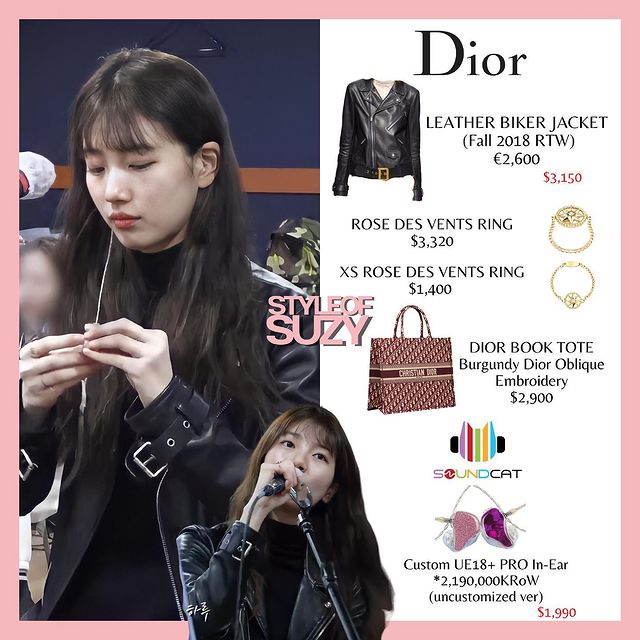 Dior
LEATHER BIKER JACKET
(Fall 2018 RTW)
€2,600
$3,150
ROSE DES VENTS RING
$3,320
XS ROSE DES VENTS RING
$1,400
STYLEOF
SUZY
CHRISTIAN DIOR
DIOR BOOK TOTE
Burgundy Dior Oblique
Embroidery
$2,900
SOUNDCAT
Custom UE18+ PRO In-Ear
*2,190,000KRoW
(uncustomized ver)
$1,990
하루